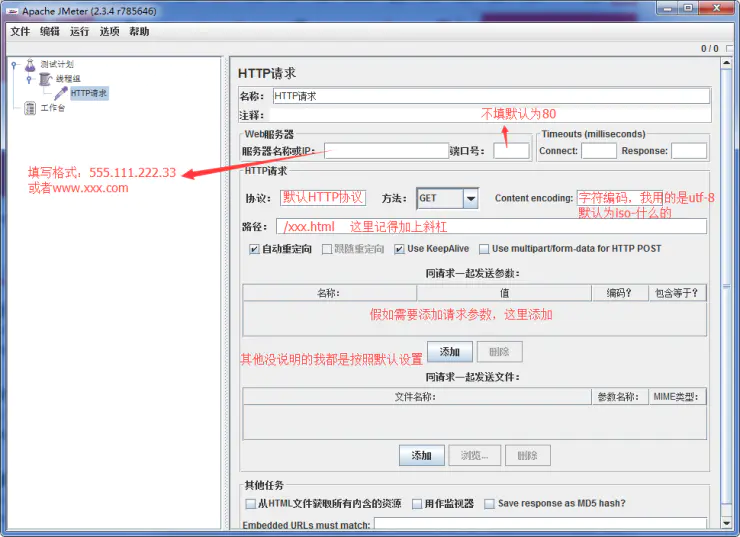 Apache JMeter (2.3.4 r785646)
文件 编辑 运行 选项 帮助
0 / 0
测试计划
线程组
HTTP请求
工作台
HTTP请求
名称: HTTP请求
注释:
不填默认为80
Web服务器
Timeouts (milliseconds)
服务器名称或IP: 端口号: Connect: Response:
填写格式：555.111.222.33
或者www.xxx.com
HTTP请求
协议: 默认HTTP协议 方法: GET Content encoding: 字符编码，我用的是utf-8
默认为iso-什么的
路径: /xxx.html 这里记得加上斜杠
自动重定向 跟随重定向 Use KeepAlive Use multipart/form-data for HTTP POST
同请求一起发送参数:
名称: 值 编码? 包含等于?
假如需要添加请求参数，这里添加
添加 删除
其他没说明的我都是按照默认设置
同请求一起发送文件:
文件名称: 参数名称: MIME类型:
添加 浏览... 删除
其他任务
从HTML文件获取所有内含的资源 用作监视器 Save response as MD5 hash?
Embedded URLs must match: